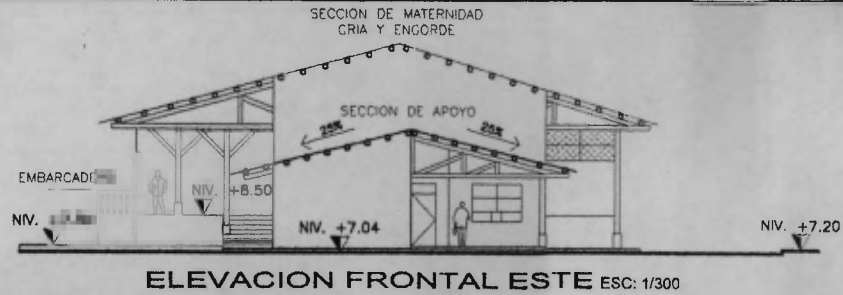 SECCION DE MATERNIDAD
CRIA Y ENGORDE
SECCION DE APOYO
25%
25%
NIV. +8.50
NIV.
NIV. +7.04
NIV. +7.20
ELEVACION FRONTAL ESTE ESC: 1/300